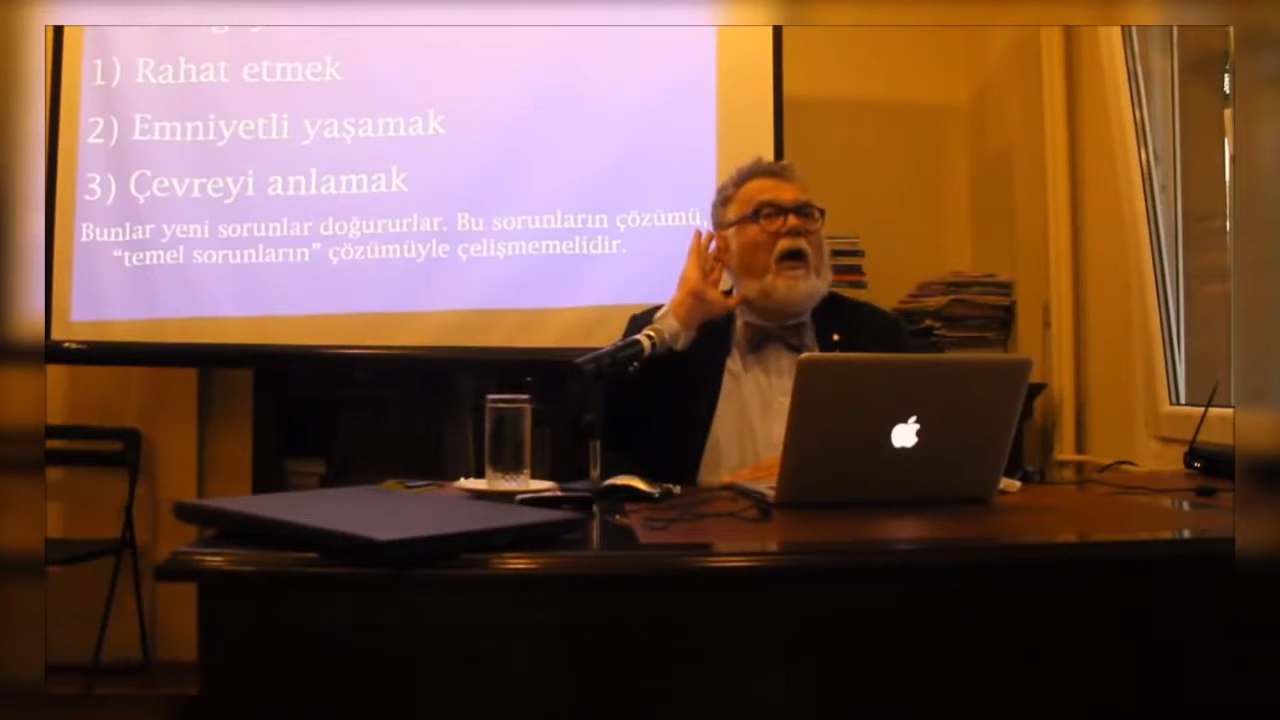 1) Rahat etmek
2) Emniyetli yaşamak
3) Çevreyi anlamak
Bunlar yeni sorunlar doğururlar. Bu sorunların çözümü,
“temel sorunların” çözümüyle çelişmemelidir.